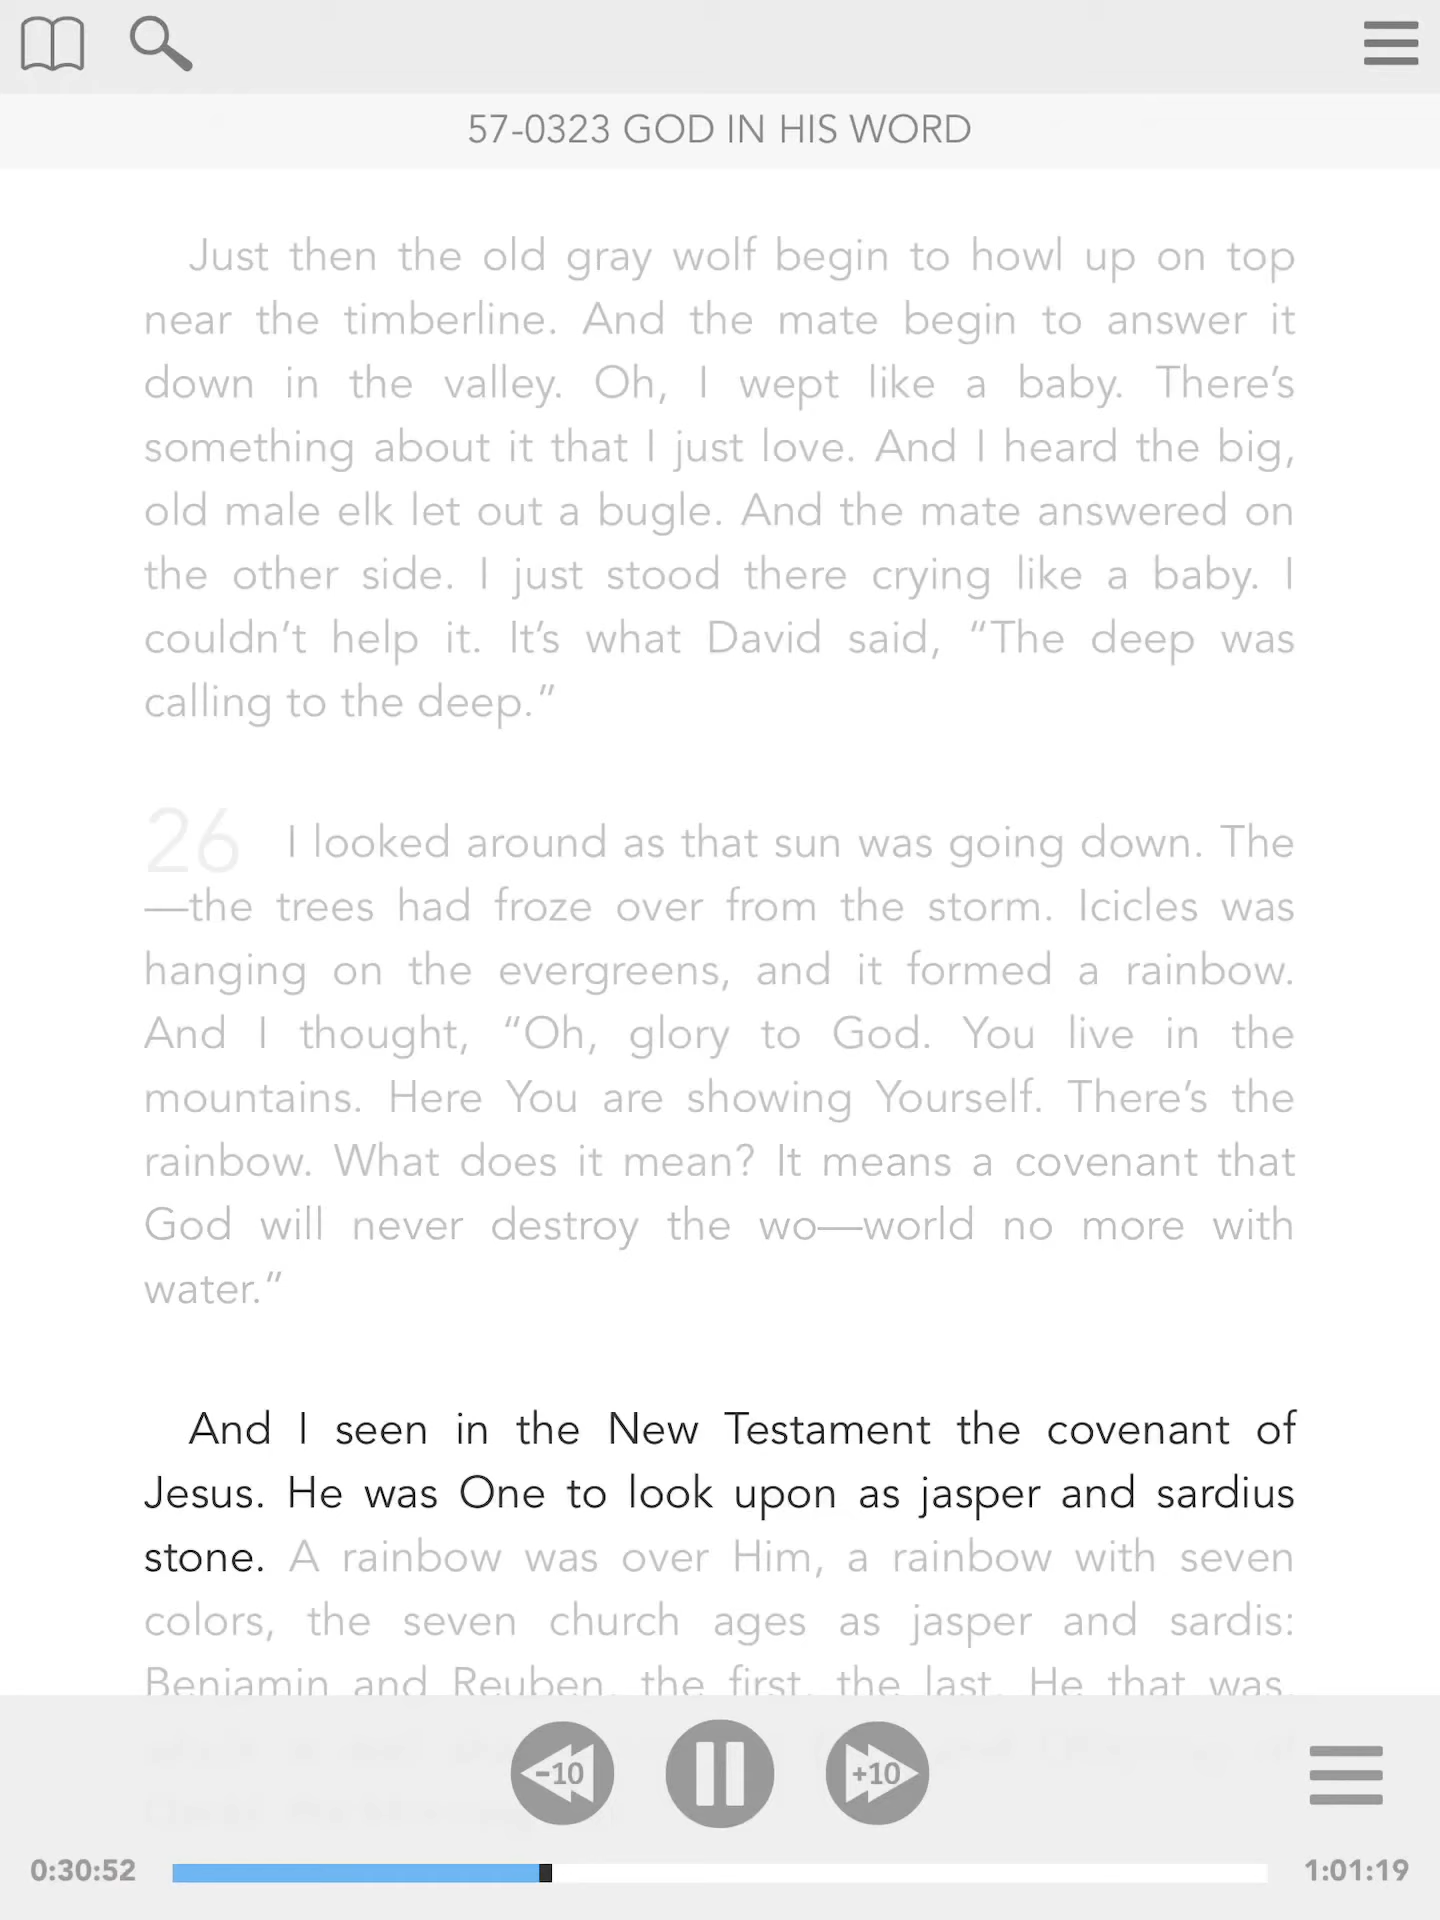 57-0323 GOD IN HIS WORD
Just then the old gray wolf begin to howl up on top
near the timberline. And the mate begin to answer it
down in the valley. Oh, I wept like a baby. There’s
something about it that I just love. And I heard the big,
old male elk let out a bugle. And the mate answered on
the other side. I just stood there crying like a baby. I
couldn’t help it. It’s what David said, “The deep was
calling to the deep.”
26 I looked around as that sun was going down. The
—the trees had froze over from the storm. Icicles was
hanging on the evergreens, and it formed a rainbow.
And I thought, “Oh, glory to God. You live in the
mountains. Here You are showing Yourself. There’s the
rainbow. What does it mean? It means a covenant that
God will never destroy the wo—world no more with
water.”
And I seen in the New Testament the covenant of
Jesus. He was One to look upon as jasper and sardius
stone. A rainbow was over Him, a rainbow with seven
colors, the seven church ages as jasper and sardis:
Benjamin and Reuben, the first, the last, He that was,
-10 +10
0:30:52 1:01:19